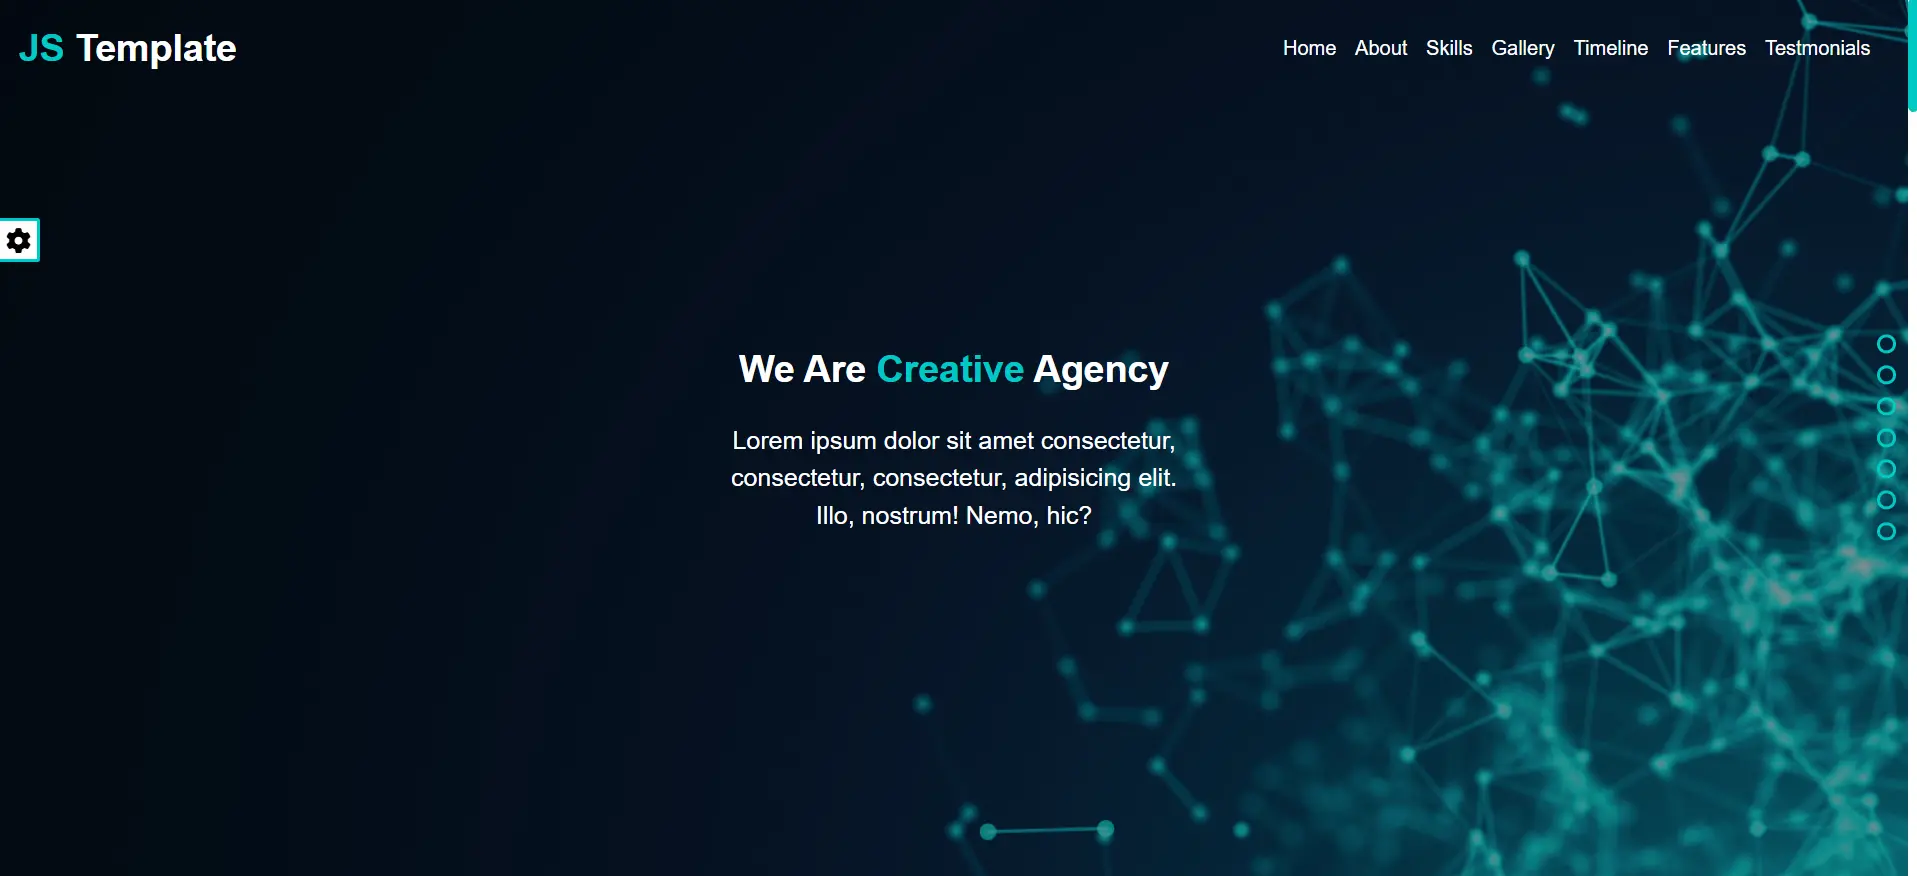 JS Template
Home About Skills Gallery Timeline Features Testmonials
We Are Creative Agency
Lorem ipsum dolor sit amet consectetur,
consectetur, consectetur, adipisicing elit.
Illo, nostrum! Nemo, hic?